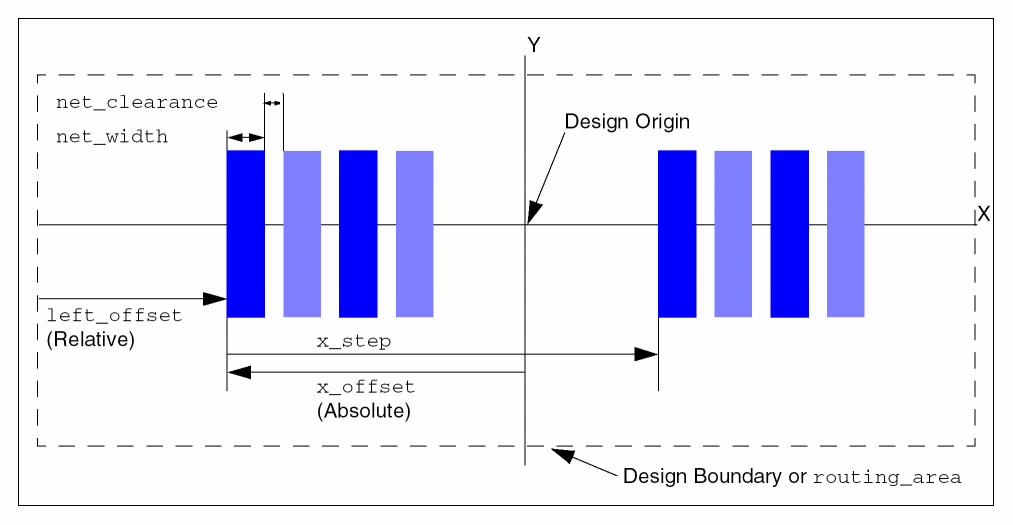 Y
net_clearance
Design Origin
net_width
X
left_offset
(Relative)
x_step
x_offset
(Absolute)
Design Boundary or routing_area